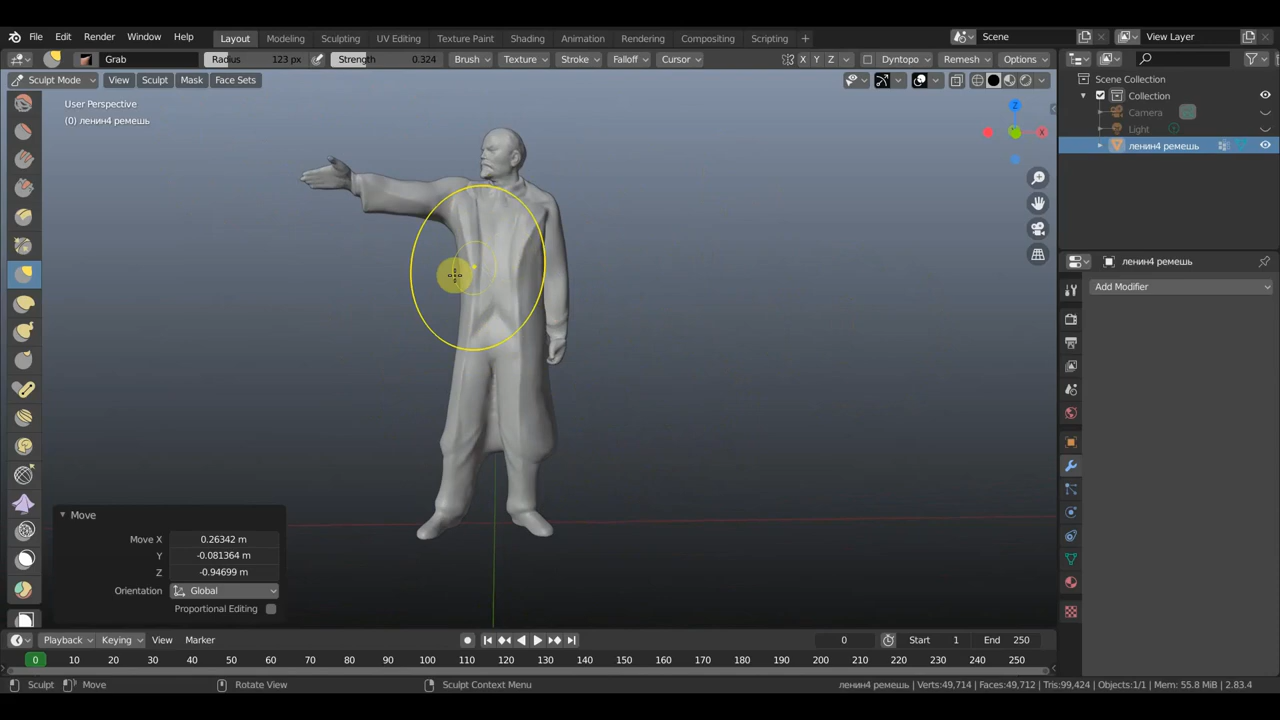 File Edit Render Window Help Layout Modeling Sculpting UV Editing Texture Paint Shading Animation Rendering Compositing Scripting + Scene View Layer
Grab Radius 123 px Strength 0.324 Brush Texture Stroke Falloff Cursor X Y Z Dyntopo Remesh Options
Sculpt Mode View Sculpt Mask Face Sets
Scene Collection
Collection
Camera
Light
ленин4 ремешь
User Perspective
(0) ленин4 ремешь
X
Z
ленин4 ремешь
Add Modifier
Move
Move X 0.26342 m
Y -0.081364 m
Z -0.94699 m
Orientation Global
Proportional Editing
Playback Keying View Marker 0 Start 1 End 250
0 10 20 30 40 50 60 70 80 90 100 110 120 130 140 150 160 170 180 190 200 210 220 230 240 250
Sculpt Move Rotate View Sculpt Context Menu ленин4 ремешь | Verts:49,714 | Faces:49,712 | Tris:99,424 | Objects:1/1 | Mem: 55.8 MiB | 2.83.4